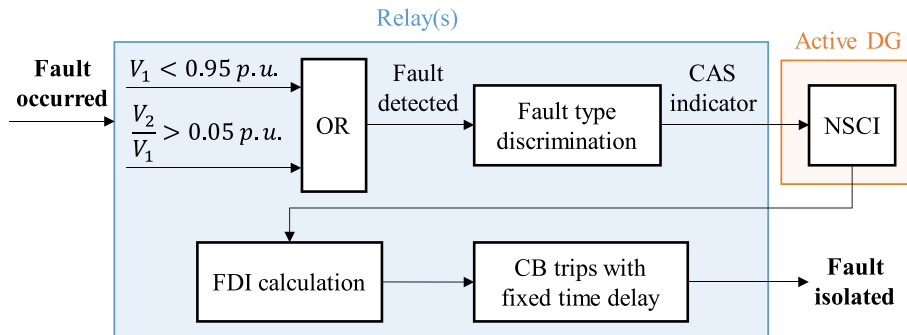 Relay(s)
Active DG
Fault
occurred
V₁ < 0.95 p.u.
V₂
V₁ > 0.05 p.u.
OR
Fault
detected
Fault type
discrimination
CAS
indicator
NSCI
FDI calculation
CB trips with
fixed time delay
Fault
isolated